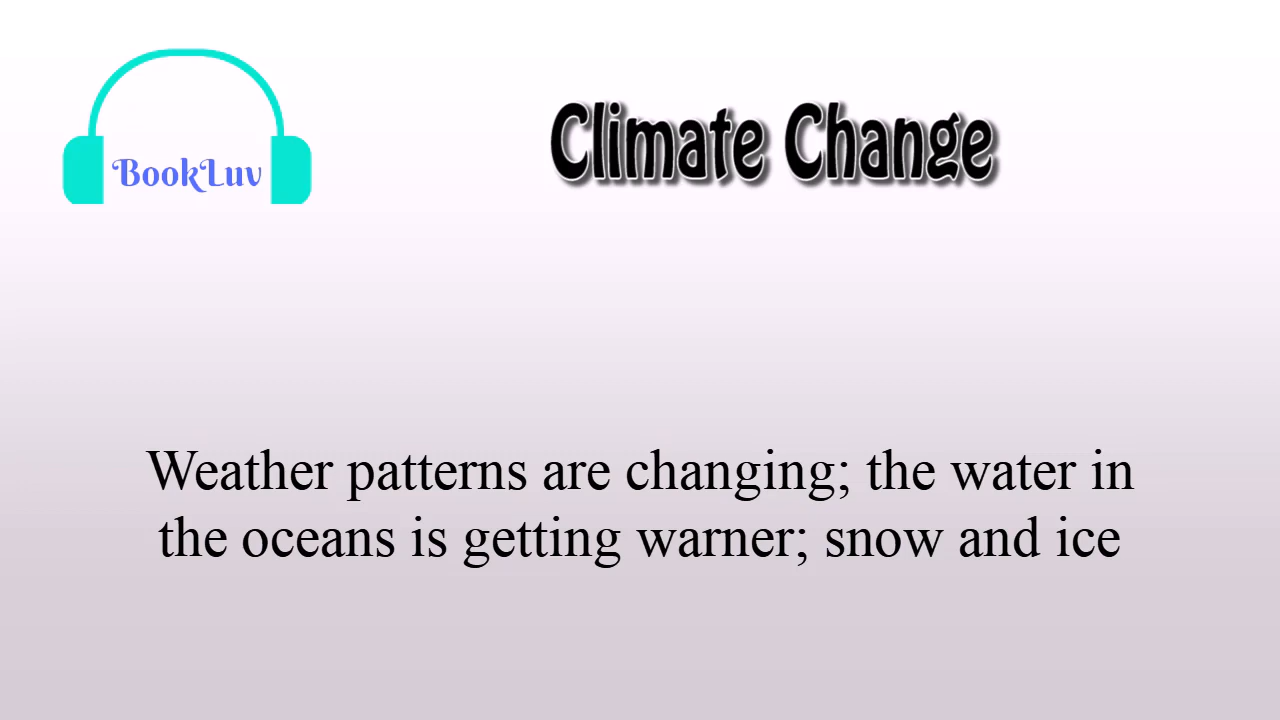 BookLuv
Climate Change
Weather patterns are changing; the water in
the oceans is getting warner; snow and ice